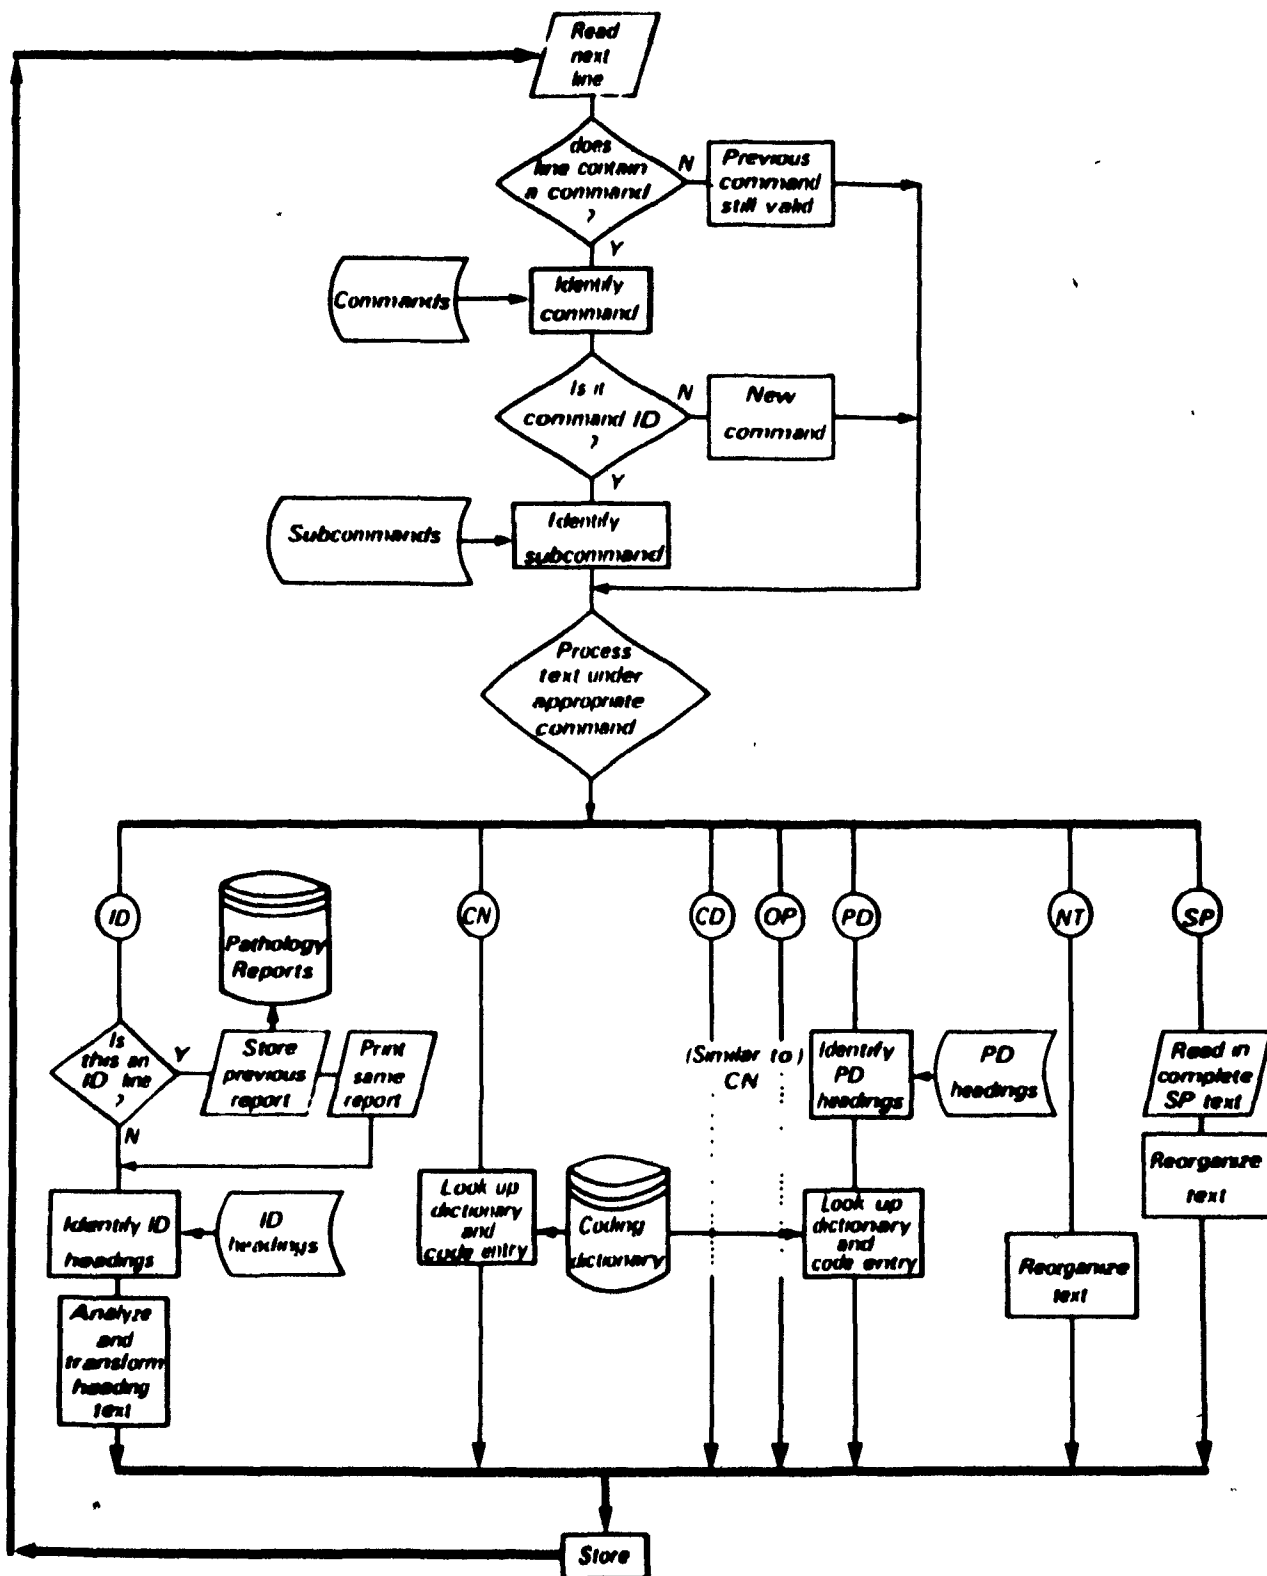 Read
next
line
does
line contain
a command
?
N
Previous
command
still valid
Y
Commands
Identify
command
Is it
command ID
?
N
New
command
Y
Subcommands
Identify
subcommand
Process
text under
appropriate
command
ID
CN
CD
OP
PD
NT
SP
Pathology
Reports
Is
this an
ID line
?
Y
Store
previous
report
Print
same
report
N
(Similar to)
CN
Identify
PD
headings
PD
headings
Read in
complete
SP text
Reorganize
text
Identify ID
headings
ID
headings
Look up
dictionary
and
code entry
Coding
dictionary
Look up
dictionary
and
code entry
Reorganize
text
Analyze
and
transform
heading
text
Store